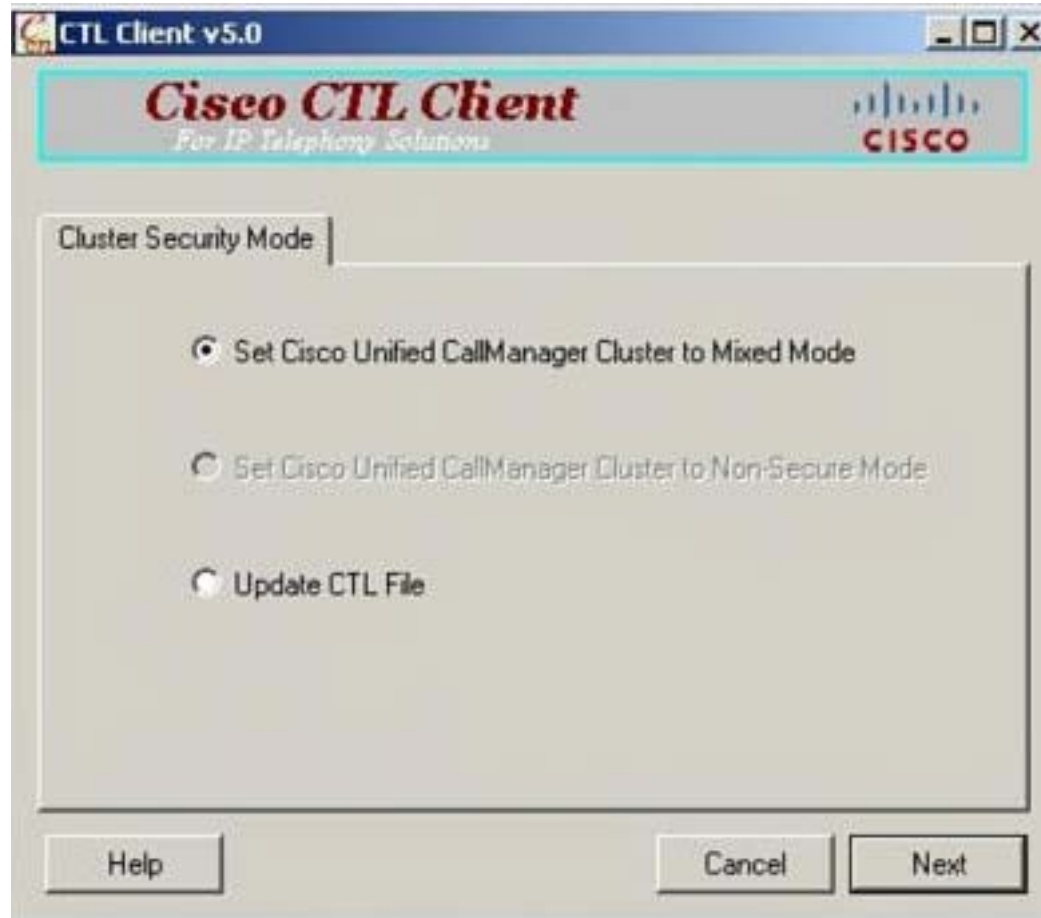 CTL Client v5.0
Cisco CTL Client
For IP Telephony Solutions
CISCO
Cluster Security Mode
Set Cisco Unified CallManager Cluster to Mixed Mode
Set Cisco Unified CallManager Cluster to Non-Secure Mode
Update CTL File
Help
Cancel
Next